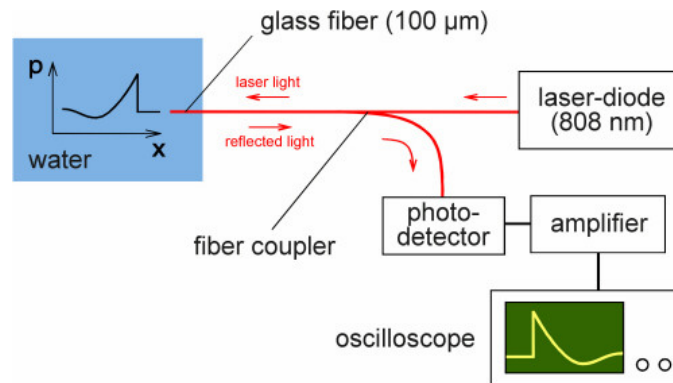 glass fiber (100 µm)
p
laser light
laser-diode
(808 nm)
water
x
reflected light
fiber coupler
photo-
detector
amplifier
oscilloscope